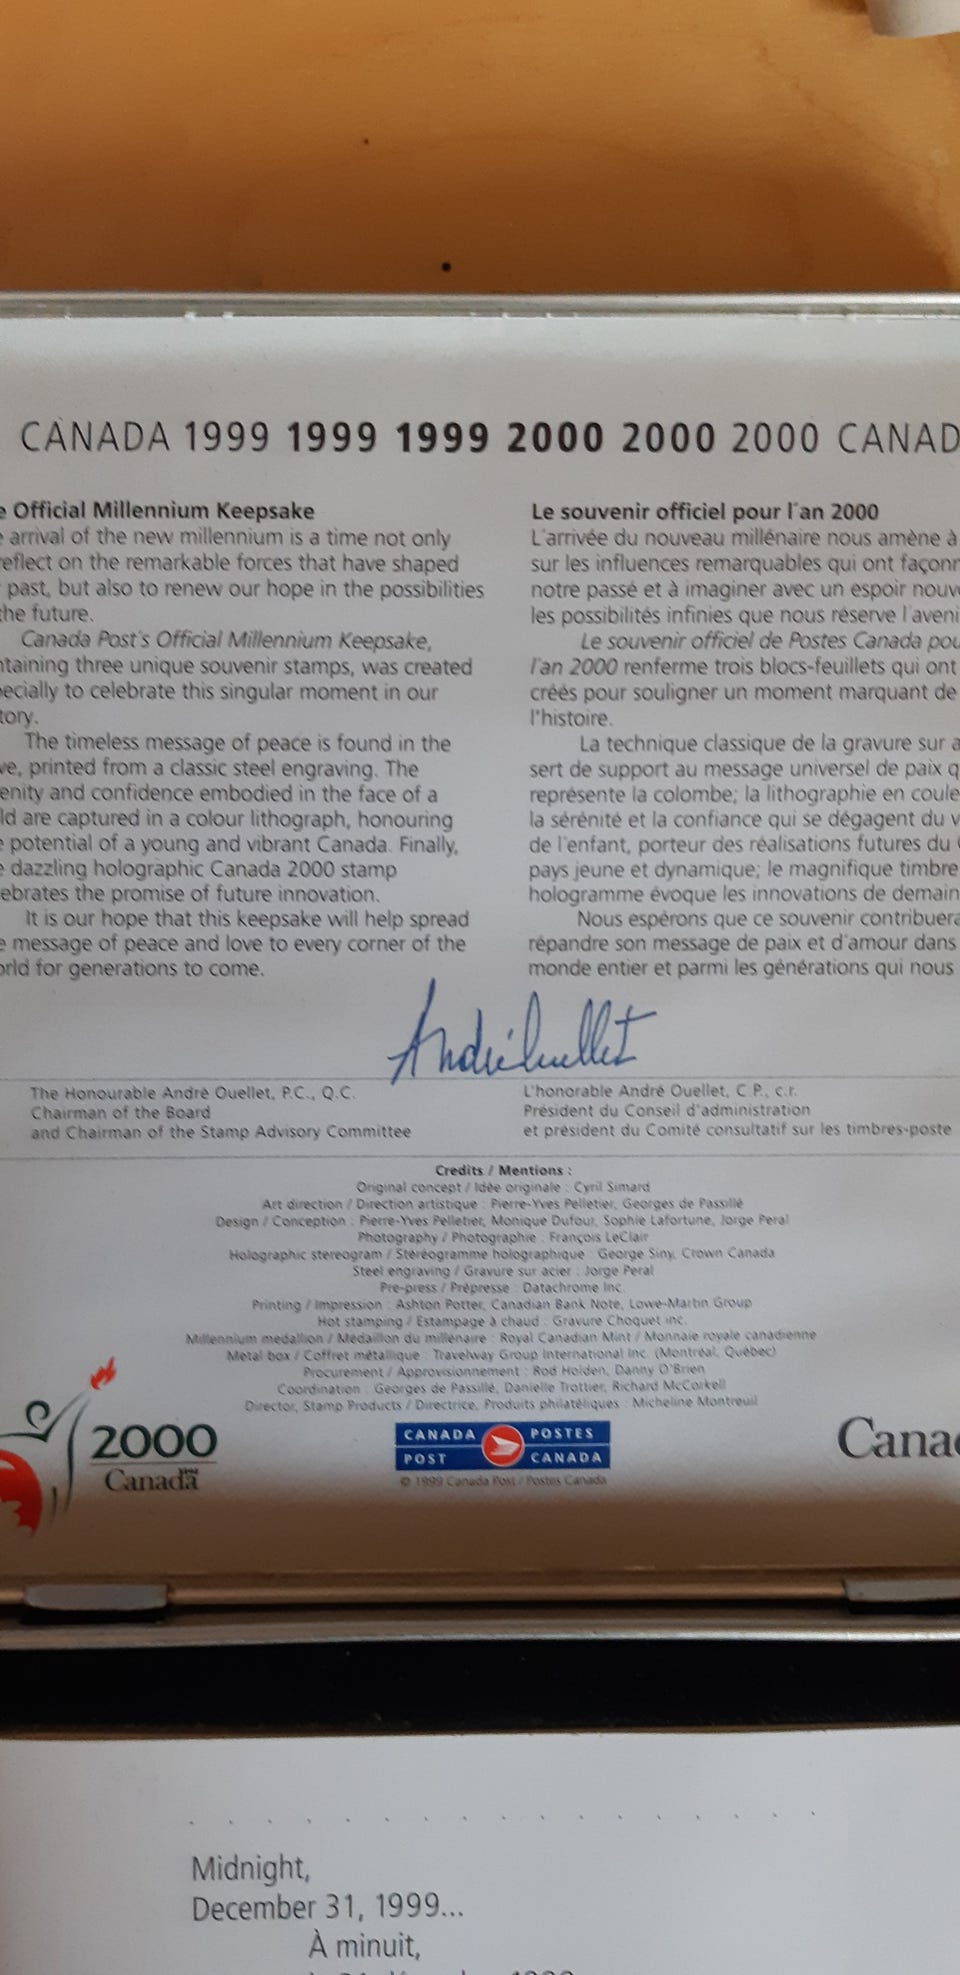 CANADA 1999 1999 1999 2000 2000 2000 CANAD
Official Millennium Keepsake
arrival of the new millennium is a time not only
reflect on the remarkable forces that have shaped
past, but also to renew our hope in the possibilities
the future.
Canada Post's Official Millennium Keepsake,
ntaining three unique souvenir stamps, was created
pecially to celebrate this singular moment in our
tory.
The timeless message of peace is found in the
ve, printed from a classic steel engraving. The
enity and confidence embodied in the face of a
ld are captured in a colour lithograph, honouring
potential of a young and vibrant Canada. Finally,
dazzling holographic Canada 2000 stamp
ebrates the promise of future innovation.
It is our hope that this keepsake will help spread
message of peace and love to every corner of the
orld for generations to come.
Le souvenir officiel pour l'an 2000
L'arrivée du nouveau millénaire nous amène à
sur les influences remarquables qui ont façonn
notre passé et à imaginer avec un espoir nouv
les possibilités infinies que nous réserve l'aveni
Le souvenir officiel de Postes Canada pou
l'an 2000 renferme trois blocs-feuillets qui ont
créés pour souligner un moment marquant de
l'histoire.
La technique classique de la gravure sur a
sert de support au message universel de paix q
représente la colombe; la lithographie en coule
la sérénité et la confiance qui se dégagent du v
de l'enfant, porteur des réalisations futures du
pays jeune et dynamique; le magnifique timbre
hologramme évoque les innovations de demain
Nous espérons que ce souvenir contribuera
répandre son message de paix et d'amour dans
monde entier et parmi les générations qui nous
André Ouellet
The Honourable André Ouellet, P.C., Q.C.
Chairman of the Board
and Chairman of the Stamp Advisory Committee
L'honorable André Ouellet, C.P., c.r.
Président du Conseil d'administration
et président du Comité consultatif sur les timbres-poste
Credits / Mentions :
Original concept / Idée originale : Cyril Simard
Art direction / Direction artistique : Pierre-Yves Pelletier, Georges de Passillé
Design / Conception : Pierre-Yves Pelletier, Monique Dufour, Sophie Lafortune, Jorge Peral
Photography / Photographie : François LeClair
Holographic stereogram / Stéréogramme holographique : George Siny, Crown Canada
Steel engraving / Gravure sur acier : Jorge Peral
Pre-press / Prépresse : Datachrome Inc.
Printing / Impression : Ashton Potter, Canadian Bank Note, Lowe-Martin Group
Hot stamping / Estampage à chaud : Gravure Choquet inc.
Millennium medallion / Médaillon du millénaire : Royal Canadian Mint / Monnaie royale canadienne
Metal box / Coffret métallique : Travelway Group International Inc. (Montréal, Québec)
Procurement / Approvisionnement : Rod Holden, Danny O'Brien
Coordination : Georges de Passillé, Danielle Trottier, Richard McCorkell
Director, Stamp Products / Directrice, Produits philatéliques : Micheline Montreuil
2000
Canada
CANADA POSTES
POST CANADA
© 1999 Canada Post / Postes Canada
Cana
Midnight,
December 31, 1999...
À minuit,